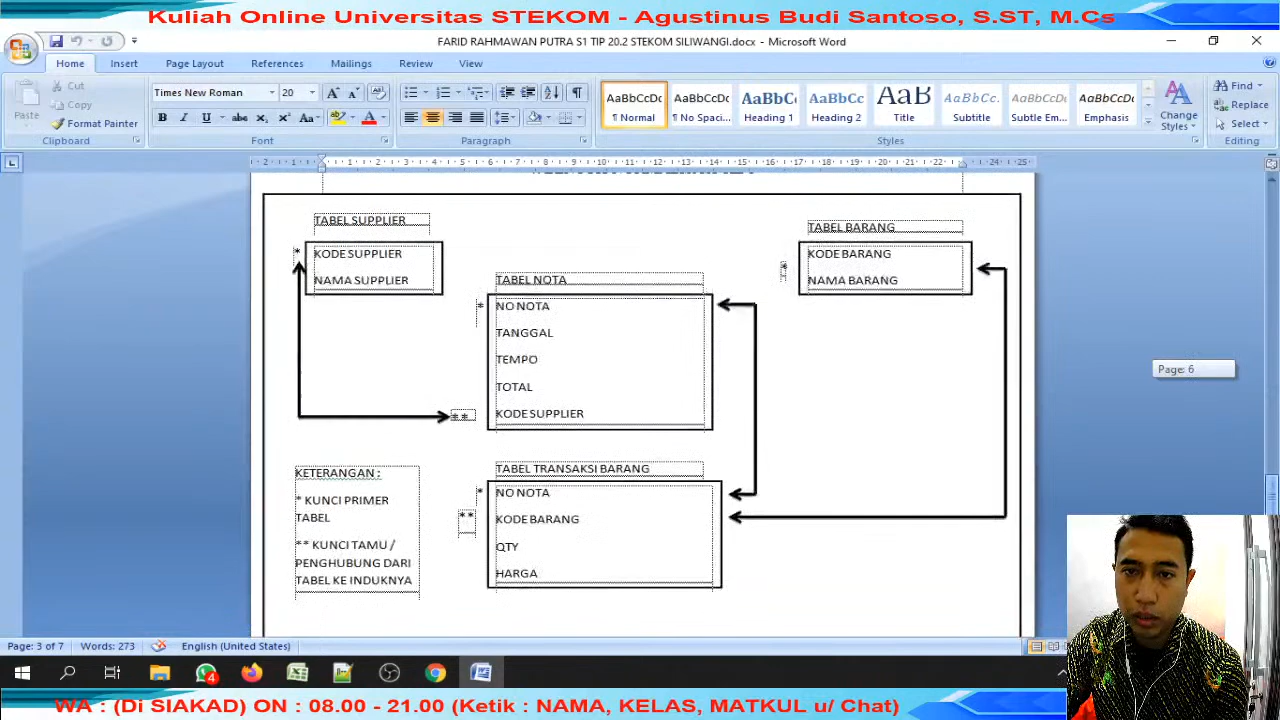 Kuliah Online Universitas STEKOM - Agustinus Budi Santoso, S.ST, M.Cs
FARID RAHMAWAN PUTRA S1 TIP 20.2 STEKOM SILIWANGI.docx - Microsoft Word
Home Insert Page Layout References Mailings Review View
Paste
Cut
Copy
Format Painter
Clipboard
Times New Roman 20
Font
Paragraph
AaBbCcDc AaBbCcDc AaBbCc AaBbCc AaB AaBbCcL AaBbCcDc AaBbCcDc
¶ Normal ¶ No Spaci... Heading 1 Heading 2 Title Subtitle Subtle Em... Emphasis
Change Styles
Styles
Find
Replace
Select
Editing
TABEL SUPPLIER
* KODE SUPPLIER
NAMA SUPPLIER
TABEL BARANG
* KODE BARANG
NAMA BARANG
TABEL NOTA
* NO NOTA
TANGGAL
TEMPO
TOTAL
** KODE SUPPLIER
Page: 6
TABEL TRANSAKSI BARANG
* NO NOTA
** KODE BARANG
QTY
HARGA
KETERANGAN :
* KUNCI PRIMER
TABEL
** KUNCI TAMU /
PENGHUBUNG DARI
TABEL KE INDUKNYA
Page: 3 of 7 Words: 273 English (United States)
4
WA : (Di SIAKAD) ON : 08.00 - 21.00 (Ketik : NAMA, KELAS, MATKUL u/ Chat)